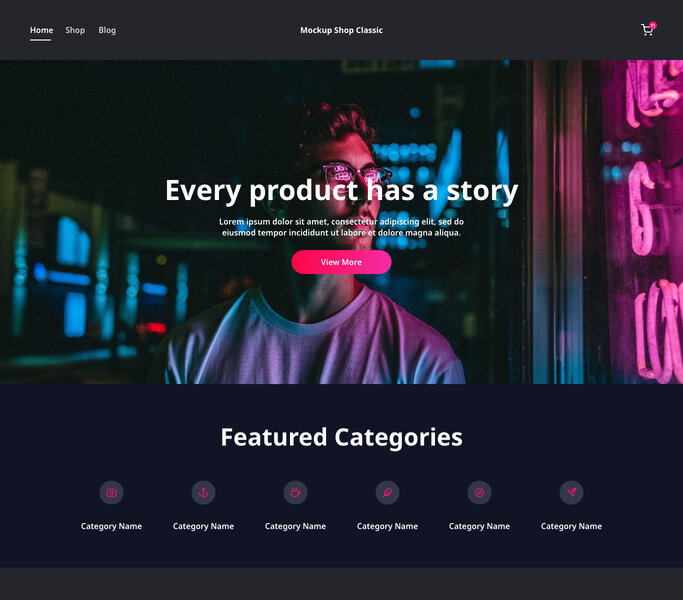 Home Shop Blog Mockup Shop Classic
Every product has a story
Lorem ipsum dolor sit amet, consectetur adipiscing elit, sed do
eiusmod tempor incididunt ut labore et dolore magna aliqua.
View More
Featured Categories
Category Name Category Name Category Name Category Name Category Name Category Name